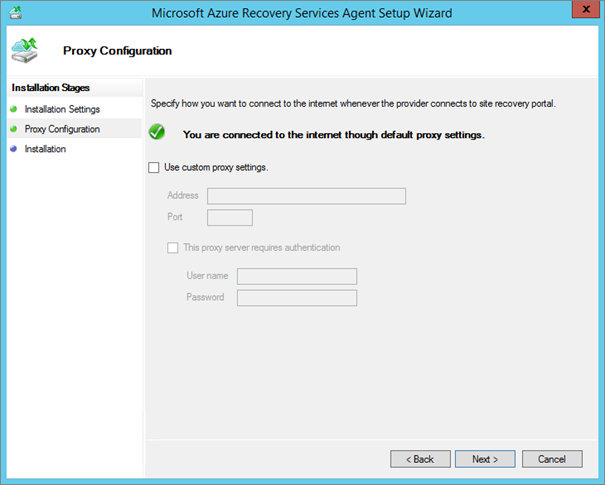 Microsoft Azure Recovery Services Agent Setup Wizard
x
Proxy Configuration
Installation Stages
Installation Settings
Proxy Configuration
Installation
Specify how you want to connect to the internet whenever the provider connects to site recovery portal.
You are connected to the internet though default proxy settings.
Use custom proxy settings.
Address
Port
This proxy server requires authentication
User name
Password
< Back
Next >
Cancel